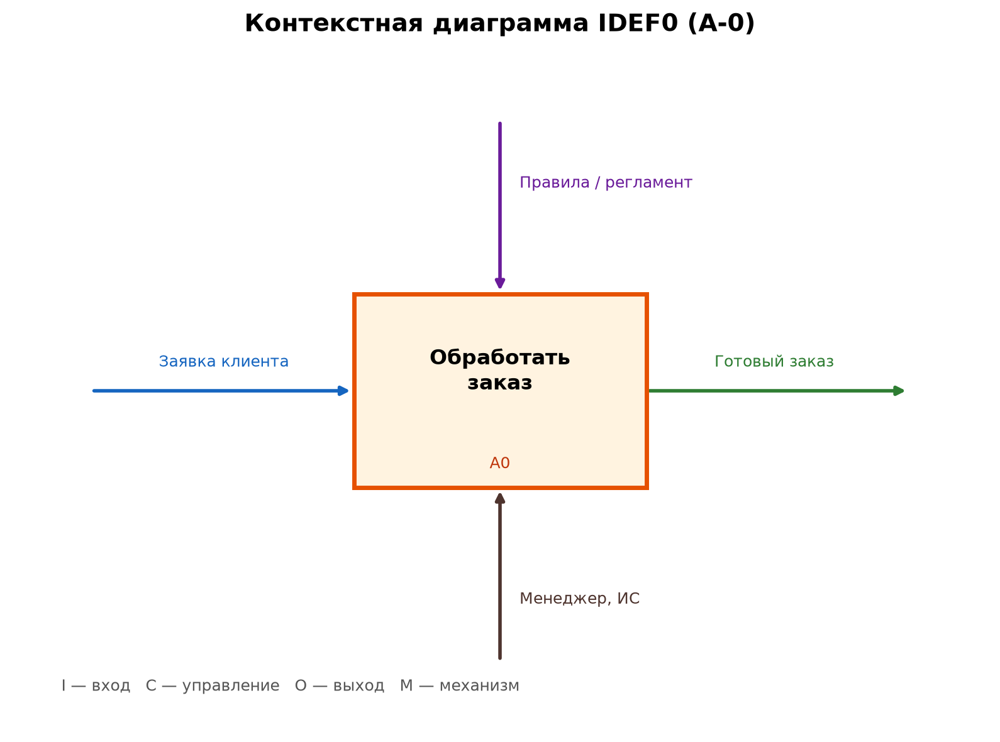 Контекстная диаграмма IDEF0 (A-0)
Правила / регламент
Заявка клиента
Обработать
заказ
Готовый заказ
A0
Менеджер, ИС
I — вход C — управление O — выход M — механизм